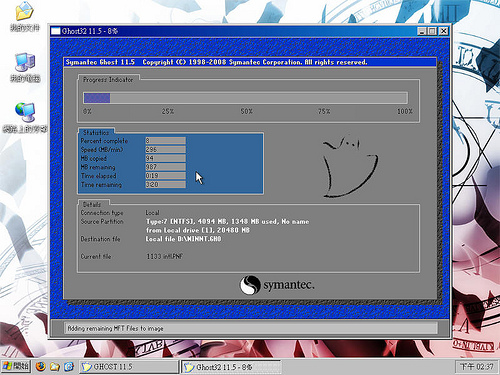 我的文件
我的電腦
網路上的芳鄰
Ghost32 11.5 - 8%
Symantec Ghost 11.5 Copyright (C) 1998-2008 Symantec Corporation. All rights reserved.
Progress Indicator
0% 25% 50% 75% 100%
Statistics
Percent complete 8
Speed (MB/min) 296
MB copied 94
MB remaining 987
Time elapsed 0:19
Time remaining 3:20
Details
Connection type Local
Source Partition Type:7 [NTFS], 4094 MB, 1348 MB used, No name
from Local drive [1], 20480 MB
Destination file Local file D:\WINNT.GHO
Current file 1133 intl.PNF
symantec.
Adding remaining MFT Files to image
開始
GHOST 11.5
Ghost32 11.5 - 8%
下午 02:37